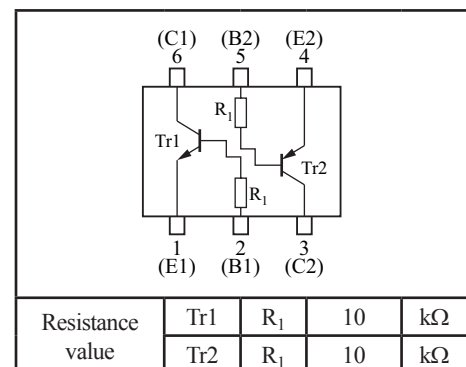 (C1) (B2) (E2)
6 5 4
R1
Tr1
Tr2
R1
1 2 3
(E1) (B1) (C2)
Resistance value Tr1 R1 10 kΩ
Tr2 R1 10 kΩ